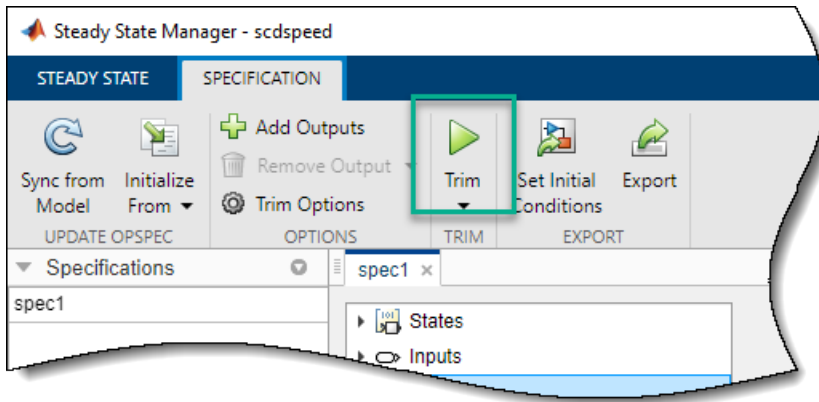 Steady State Manager - scdspeed
STEADY STATE SPECIFICATION
Sync from Model
Initialize From
Add Outputs
Remove Output
Trim Options
Trim
Set Initial Conditions
Export
UPDATE OPSPEC OPTIONS TRIM EXPORT
Specifications
spec1
spec1 ×
States
Inputs